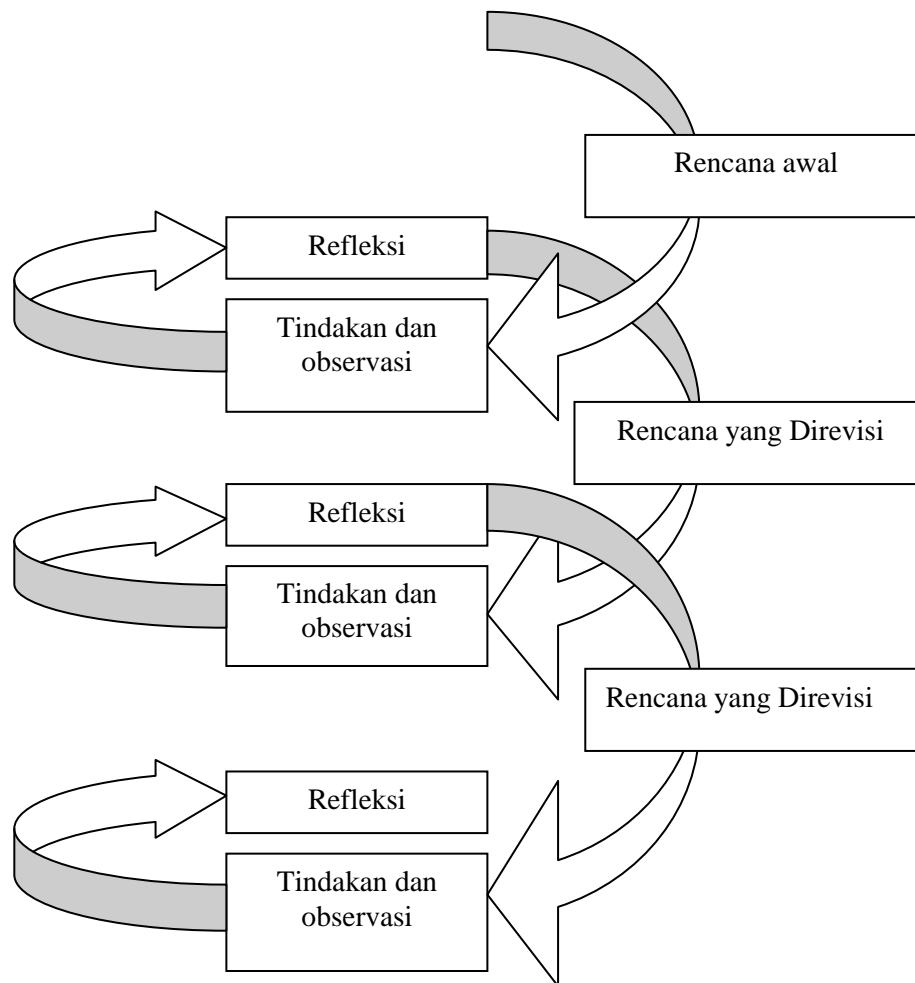 Rencana awal
Refleksi
Tindakan dan
observasi
Rencana yang Direvisi
Refleksi
Tindakan dan
observasi
Rencana yang Direvisi
Refleksi
Tindakan dan
observasi